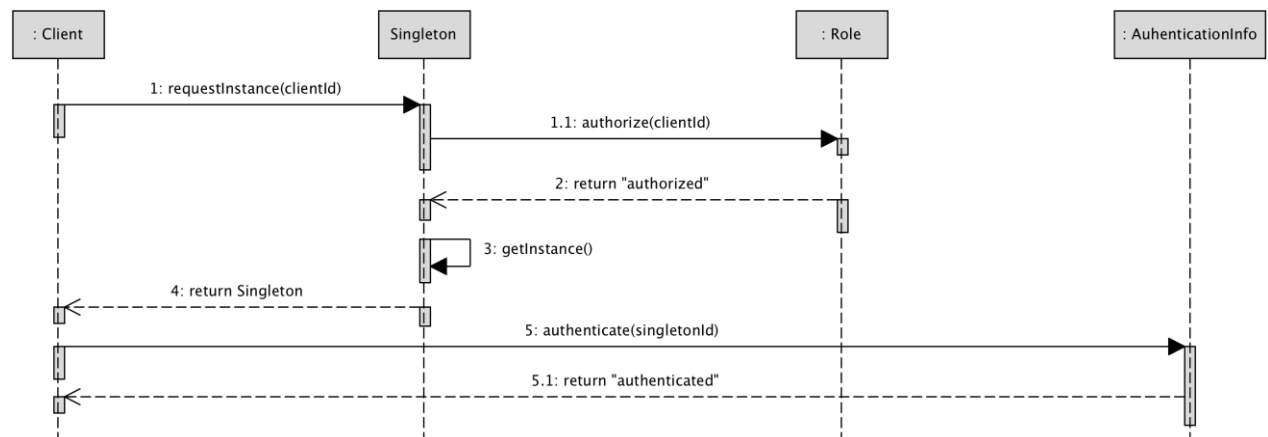 : Client
Singleton
: Role
: AuhenticationInfo
1: requestInstance(clientId)
1.1: authorize(clientId)
2: return "authorized"
3: getInstance()
4: return Singleton
5: authenticate(singletonId)
5.1: return "authenticated"